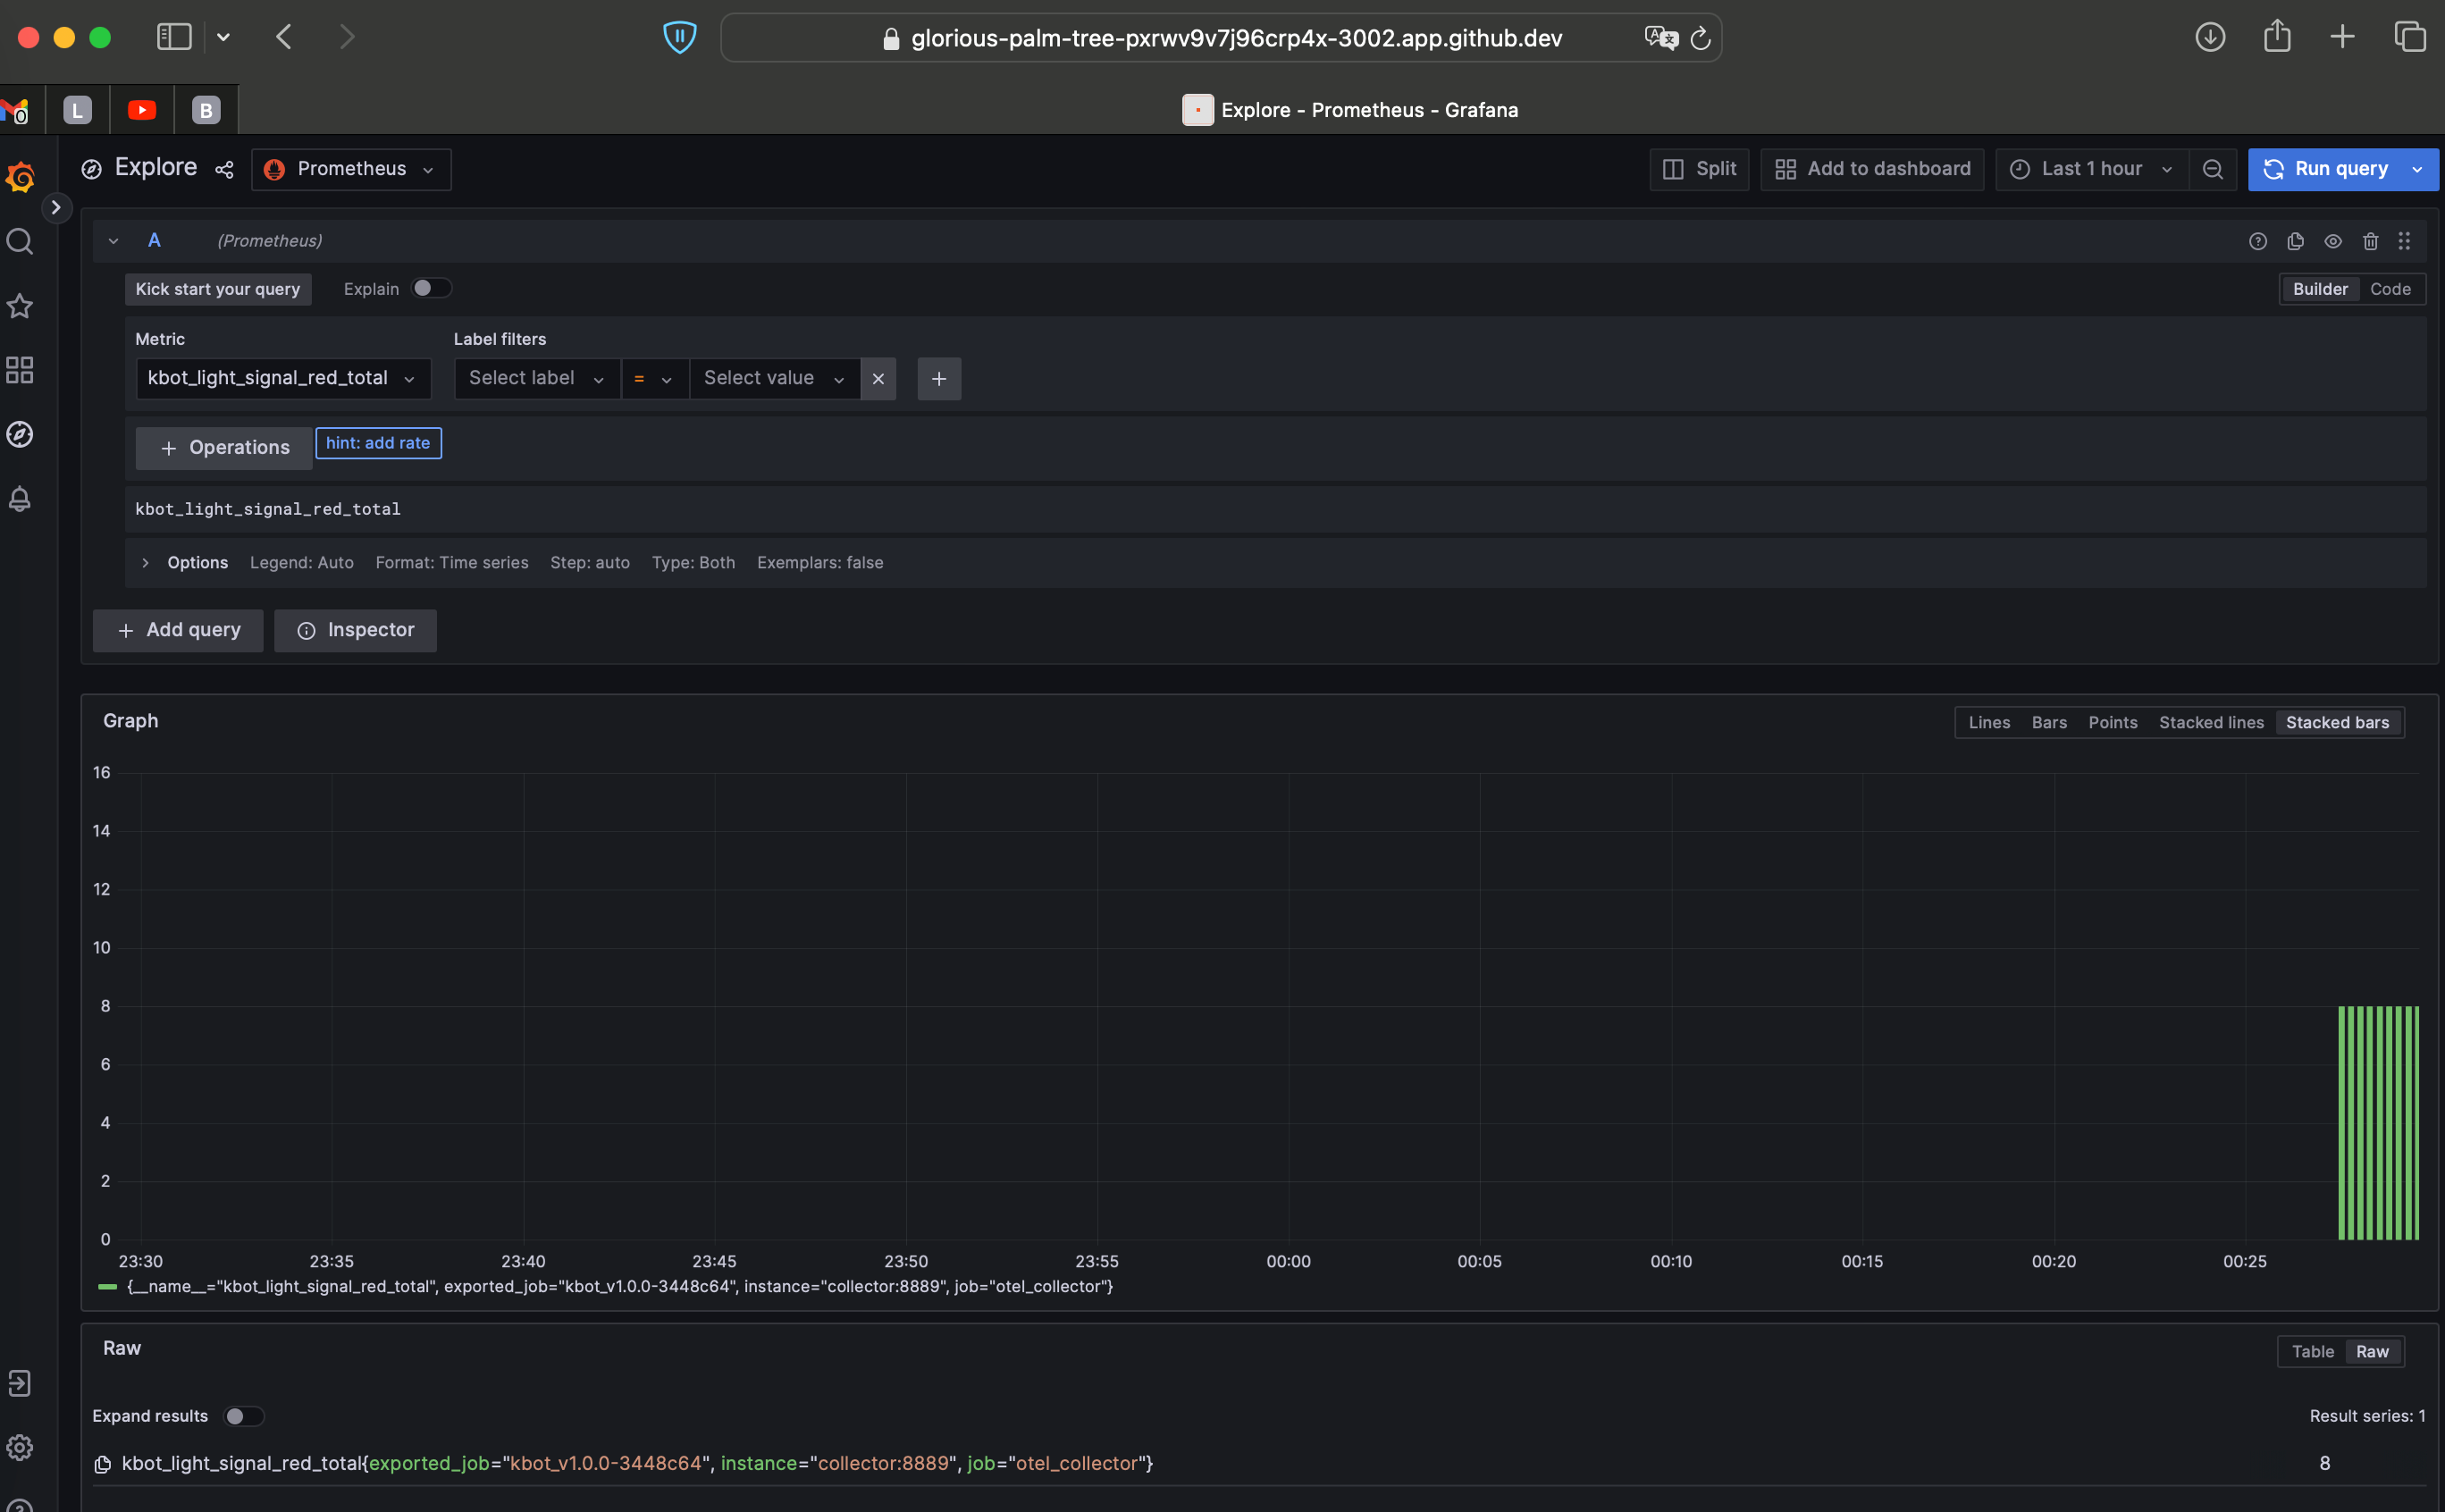 glorious-palm-tree-pxrwv9v7j96crp4x-3002.app.github.dev
L
B
Explore - Prometheus - Grafana
Explore
Prometheus
Split
Add to dashboard
Last 1 hour
Run query
A
(Prometheus)
Kick start your query
Explain
Builder
Code
Metric
Label filters
kbot_light_signal_red_total
Select label
=
Select value
+ Operations
hint: add rate
kbot_light_signal_red_total
Options Legend: Auto Format: Time series Step: auto Type: Both Exemplars: false
+ Add query
Inspector
Graph
Lines Bars Points Stacked lines Stacked bars
16
14
12
10
8
6
4
2
0
23:30 23:35 23:40 23:45 23:50 23:55 00:00 00:05 00:10 00:15 00:20 00:25
{__name__="kbot_light_signal_red_total", exported_job="kbot_v1.0.0-3448c64", instance="collector:8889", job="otel_collector"}
Raw
Table Raw
Expand results
Result series: 1
kbot_light_signal_red_total{exported_job="kbot_v1.0.0-3448c64", instance="collector:8889", job="otel_collector"} 8